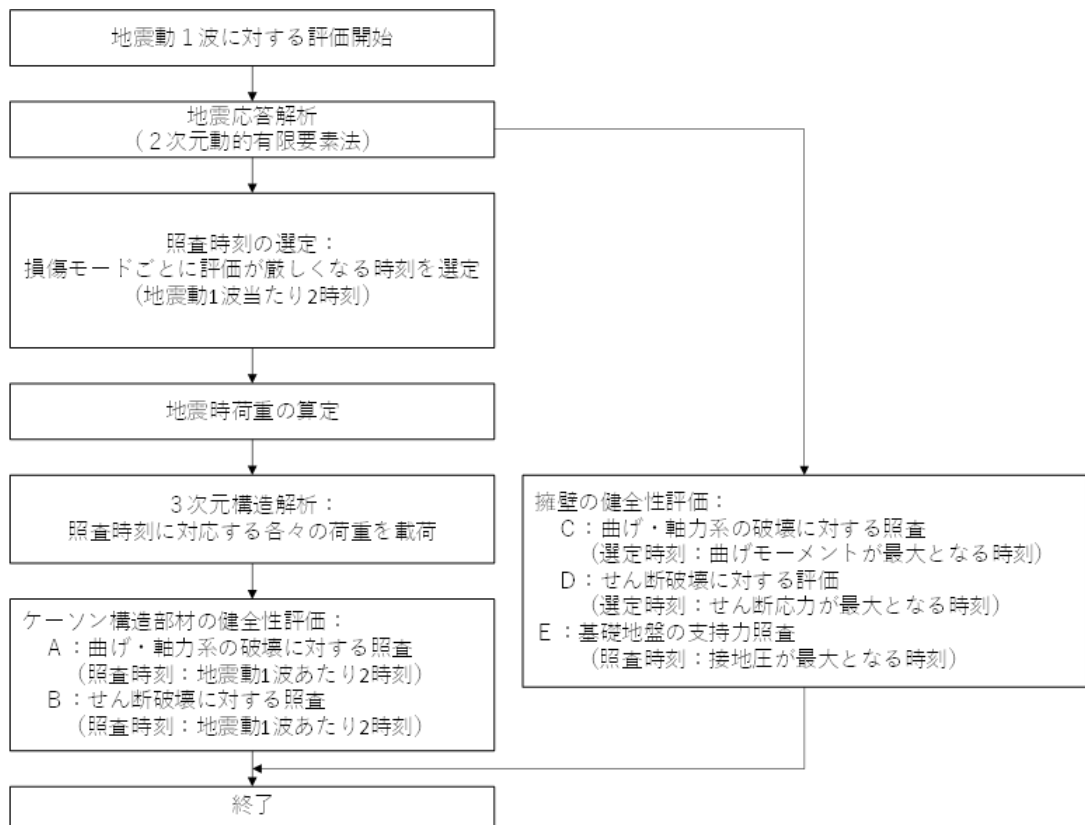 地震動１波に対する評価開始
地震応答解析
（２次元動的有限要素法）
照査時刻の選定：
損傷モードごとに評価が厳しくなる時刻を選定
（地震動1波当たり2時刻）
地震時荷重の算定
３次元構造解析：
照査時刻に対応する各々の荷重を載荷
ケーソン構造部材の健全性評価：
Ａ：曲げ・軸力系の破壊に対する照査
（照査時刻：地震動1波あたり2時刻）
Ｂ：せん断破壊に対する照査
（照査時刻：地震動1波あたり2時刻）
擁壁の健全性評価：
Ｃ：曲げ・軸力系の破壊に対する照査
（選定時刻：曲げモーメントが最大となる時刻）
Ｄ：せん断破壊に対する評価
（選定時刻：せん断応力が最大となる時刻）
Ｅ：基礎地盤の支持力照査
（照査時刻：接地圧が最大となる時刻）
終了